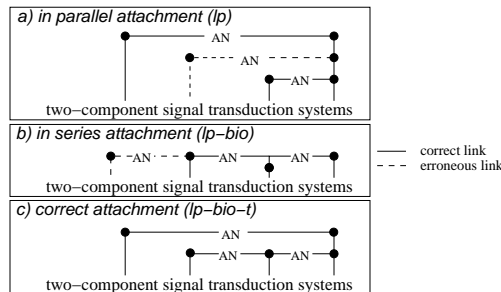 a) in parallel attachment (lp)
AN
AN
AN
two−component signal transduction systems
b) in series attachment (lp−bio)
AN AN AN
two−component signal transduction systems
correct link
erroneous link
c) correct attachment (lp−bio−t)
AN
AN AN
two−component signal transduction systems